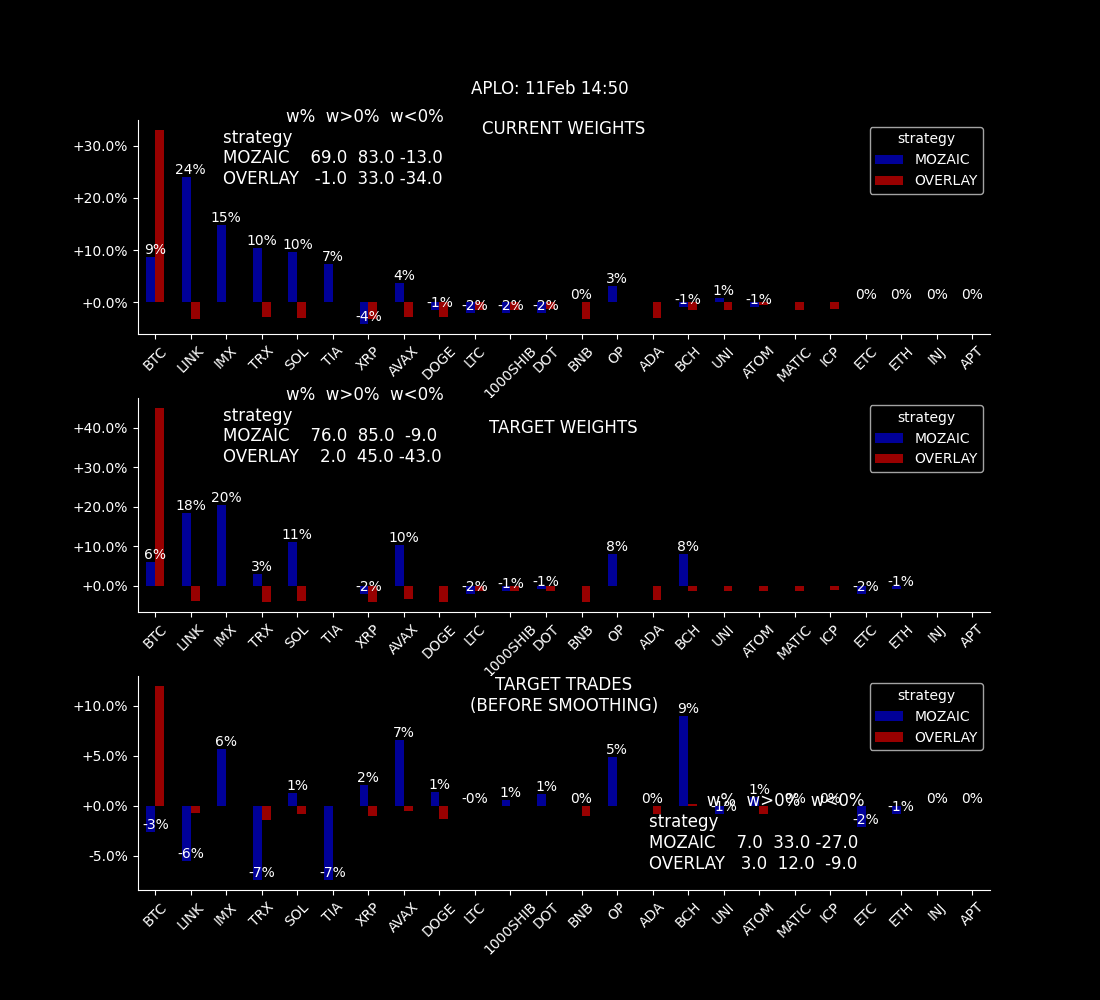 APLO: 11Feb 14:50
CURRENT WEIGHTS
w% w>0% w<0%
strategy
MOZAIC 69.0 83.0 -13.0
OVERLAY -1.0 33.0 -34.0
strategy
MOZAIC
OVERLAY
+30.0%
+20.0%
+10.0%
+0.0%
9% 24% 15% 10% 10% 7% -4% 4% -1% -2% -2% -2% 0% 3% -1% 1% -1% 0% 0% 0% 0%
BTC LINK IMX TRX SOL TIA XRP AVAX DOGE LTC 1000SHIB DOT BNB OP ADA BCH UNI ATOM MATIC ICP ETC ETH INJ APT
TARGET WEIGHTS
w% w>0% w<0%
strategy
MOZAIC 76.0 85.0 -9.0
OVERLAY 2.0 45.0 -43.0
strategy
MOZAIC
OVERLAY
+40.0%
+30.0%
+20.0%
+10.0%
+0.0%
6% 18% 20% 3% 11% -2% 10% -2% -1% -1% 8% 8% -2% -1%
BTC LINK IMX TRX SOL TIA XRP AVAX DOGE LTC 1000SHIB DOT BNB OP ADA BCH UNI ATOM MATIC ICP ETC ETH INJ APT
TARGET TRADES
(BEFORE SMOOTHING)
strategy
MOZAIC
OVERLAY
+10.0%
+5.0%
+0.0%
-5.0%
-3% -6% 6% -7% 1% -7% 2% 7% 1% -0% 1% 1% 0% 5% 0% 9% -1% 1% 0% 0% -2% -1% 0% 0%
w% w>0% w<0%
strategy
MOZAIC 7.0 33.0 -27.0
OVERLAY 3.0 12.0 -9.0
BTC LINK IMX TRX SOL TIA XRP AVAX DOGE LTC 1000SHIB DOT BNB OP ADA BCH UNI ATOM MATIC ICP ETC ETH INJ APT